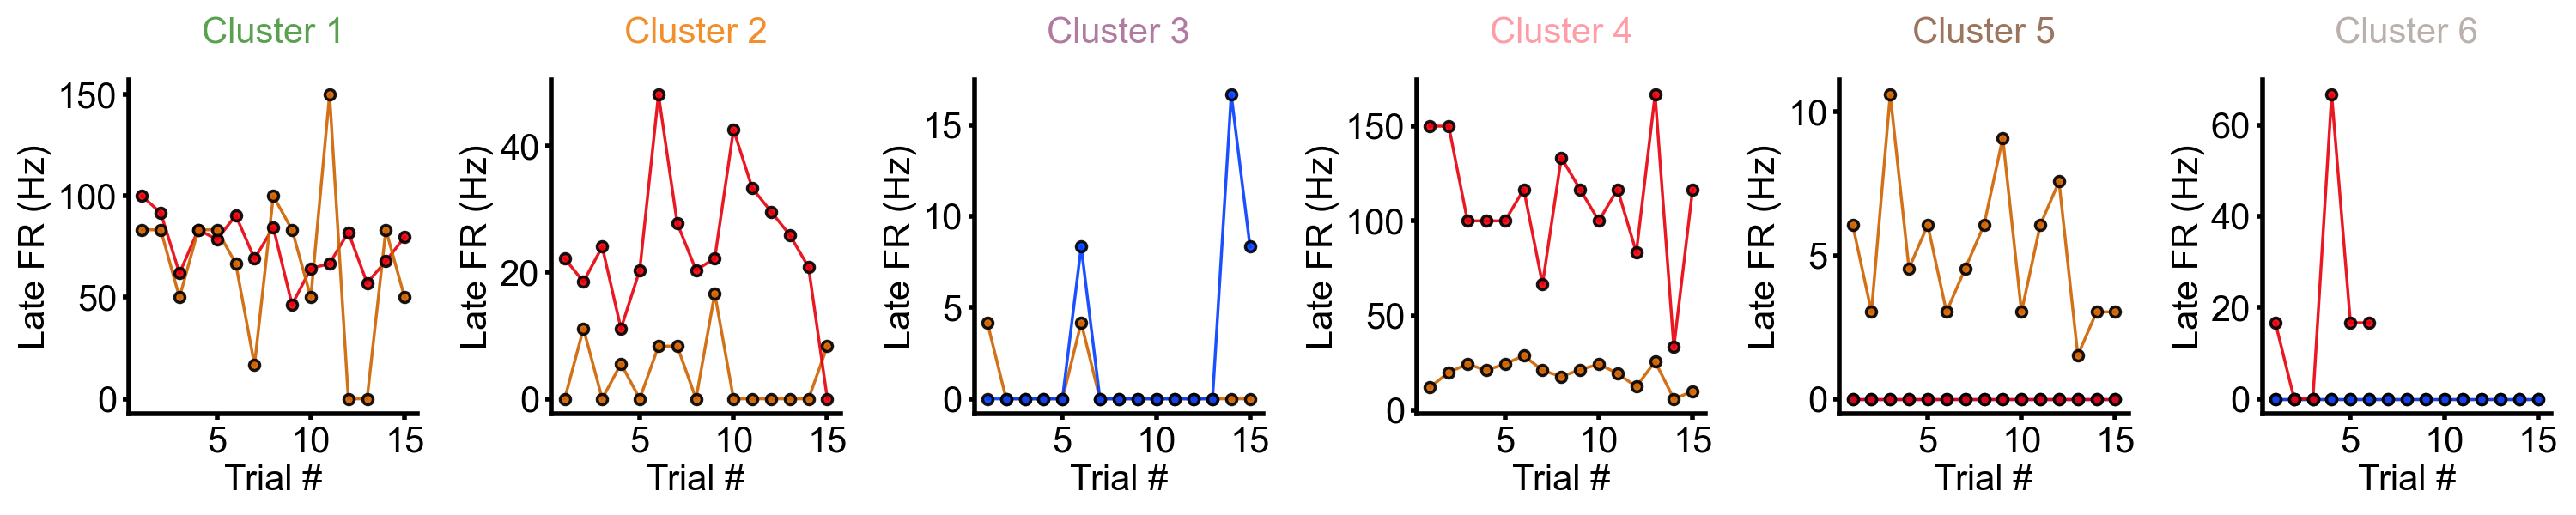 Cluster 1
Late FR (Hz)
150
100
50
0
5
10
15
Trial #
Cluster 2
Late FR (Hz)
40
20
0
5
10
15
Trial #
Cluster 3
Late FR (Hz)
15
10
5
0
5
10
15
Trial #
Cluster 4
Late FR (Hz)
150
100
50
0
5
10
15
Trial #
Cluster 5
Late FR (Hz)
10
5
0
5
10
15
Trial #
Cluster 6
Late FR (Hz)
60
40
20
0
5
10
15
Trial #